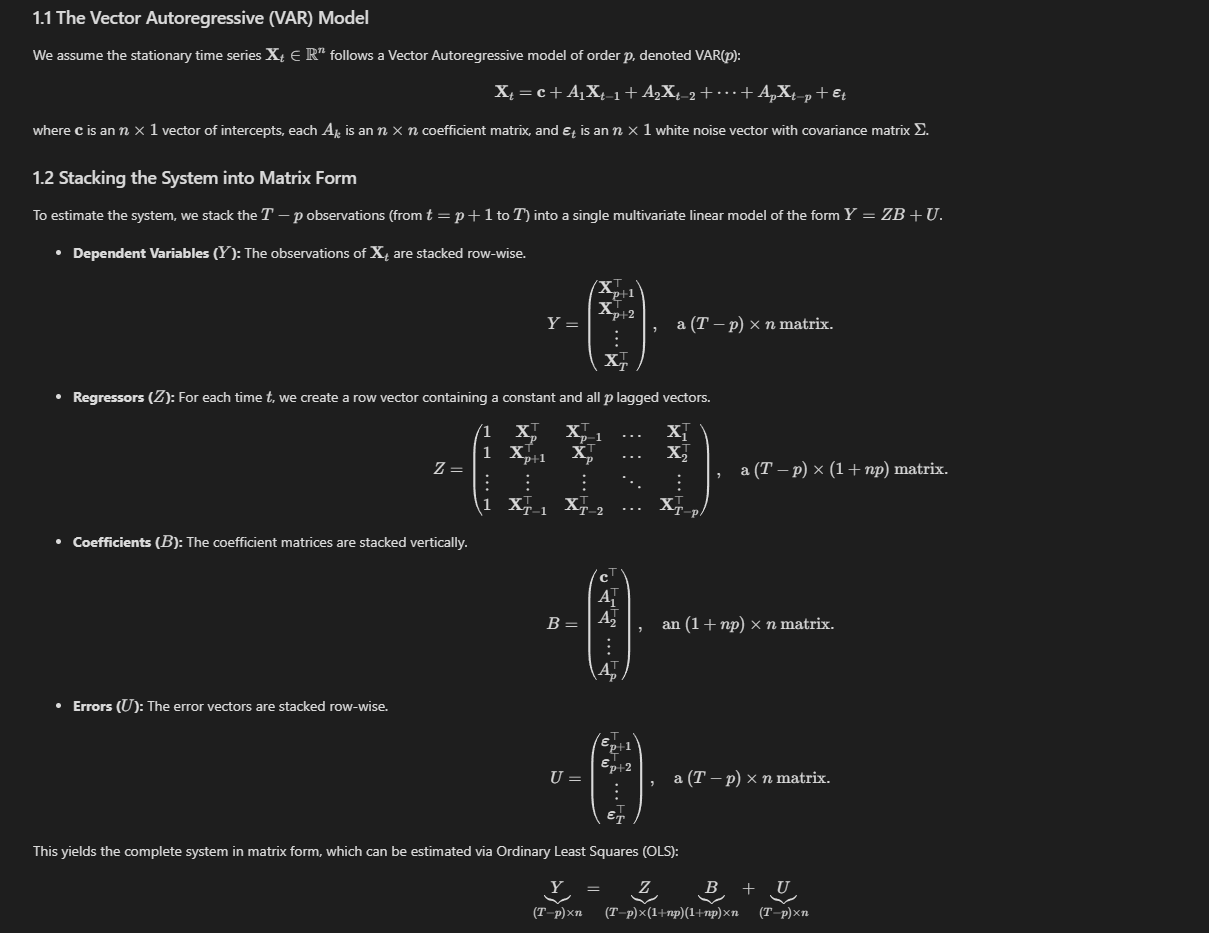 1.1 The Vector Autoregressive (VAR) Model
We assume the stationary time series $\mathbf{X}_t \in \mathbb{R}^n$ follows a Vector Autoregressive model of order $p$, denoted VAR($p$):
$$\mathbf{X}_t = \mathbf{c} + A_1\mathbf{X}_{t-1} + A_2\mathbf{X}_{t-2} + \cdots + A_p\mathbf{X}_{t-p} + \boldsymbol{\varepsilon}_t$$
where $\mathbf{c}$ is an $n \times 1$ vector of intercepts, each $A_k$ is an $n \times n$ coefficient matrix, and $\boldsymbol{\varepsilon}_t$ is an $n \times 1$ white noise vector with covariance matrix $\Sigma$.
1.2 Stacking the System into Matrix Form
To estimate the system, we stack the $T - p$ observations (from $t = p + 1$ to $T$) into a single multivariate linear model of the form $Y = ZB + U$.
• Dependent Variables ($Y$): The observations of $\mathbf{X}_t$ are stacked row-wise.
$$Y = \begin{pmatrix} \mathbf{X}_{p+1}^\top \\ \mathbf{X}_{p+2}^\top \\ \vdots \\ \mathbf{X}_T^\top \end{pmatrix}, \quad \text{a } (T - p) \times n \text{ matrix.}$$
• Regressors ($Z$): For each time $t$, we create a row vector containing a constant and all $p$ lagged vectors.
$$Z = \begin{pmatrix} 1 & \mathbf{X}_p^\top & \mathbf{X}_{p-1}^\top & \dots & \mathbf{X}_1^\top \\ 1 & \mathbf{X}_{p+1}^\top & \mathbf{X}_p^\top & \dots & \mathbf{X}_2^\top \\ \vdots & \vdots & \vdots & \ddots & \vdots \\ 1 & \mathbf{X}_{T-1}^\top & \mathbf{X}_{T-2}^\top & \dots & \mathbf{X}_{T-p}^\top \end{pmatrix}, \quad \text{a } (T - p) \times (1 + np) \text{ matrix.}$$
• Coefficients ($B$): The coefficient matrices are stacked vertically.
$$B = \begin{pmatrix} \mathbf{c}^\top \\ A_1^\top \\ A_2^\top \\ \vdots \\ A_p^\top \end{pmatrix}, \quad \text{an } (1 + np) \times n \text{ matrix.}$$
• Errors ($U$): The error vectors are stacked row-wise.
$$U = \begin{pmatrix} \boldsymbol{\varepsilon}_{p+1}^\top \\ \boldsymbol{\varepsilon}_{p+2}^\top \\ \vdots \\ \boldsymbol{\varepsilon}_T^\top \end{pmatrix}, \quad \text{a } (T - p) \times n \text{ matrix.}$$
This yields the complete system in matrix form, which can be estimated via Ordinary Least Squares (OLS):
$$\underbrace{Y}_{(T-p)\times n} = \underbrace{Z}_{(T-p)\times(1+np)} \underbrace{B}_{(1+np)\times n} + \underbrace{U}_{(T-p)\times n}$$